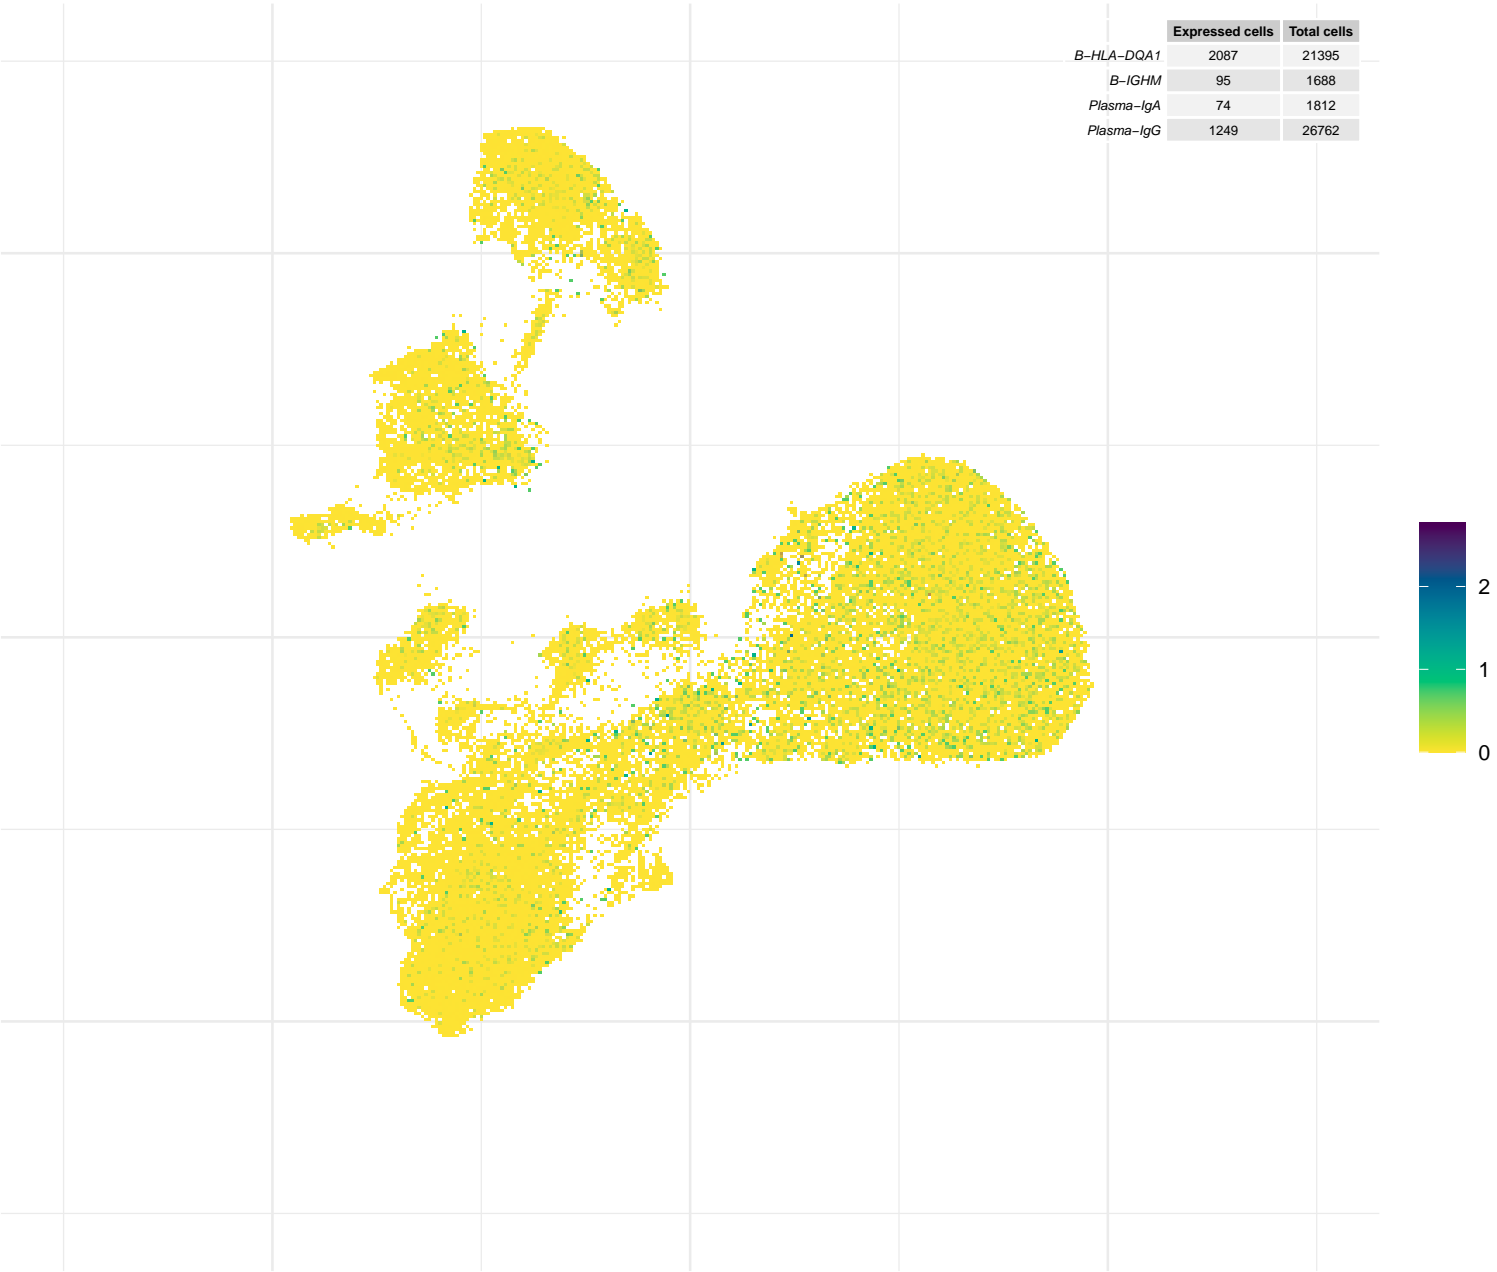 Expressed cells Total cells
B−HLA−DQA1 2087 21395
B−IGHM 95 1688
Plasma−IgA 74 1812
Plasma−IgG 1249 26762
2
1
0